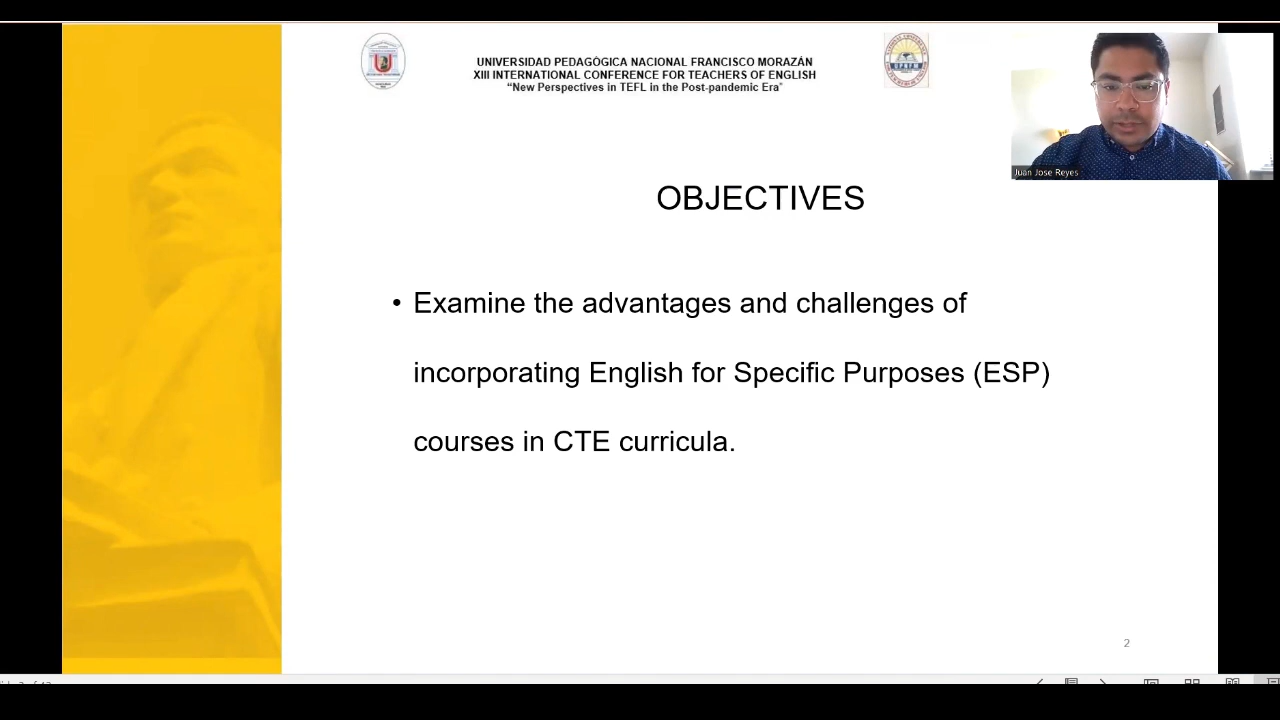 UNIVERSIDAD PEDAGÓGICA NACIONAL FRANCISCO MORAZÁN
XIII INTERNATIONAL CONFERENCE FOR TEACHERS OF ENGLISH
“New Perspectives in TEFL in the Post-pandemic Era”
Juan Jose Reyes
OBJECTIVES
• Examine the advantages and challenges of
incorporating English for Specific Purposes (ESP)
courses in CTE curricula.
2